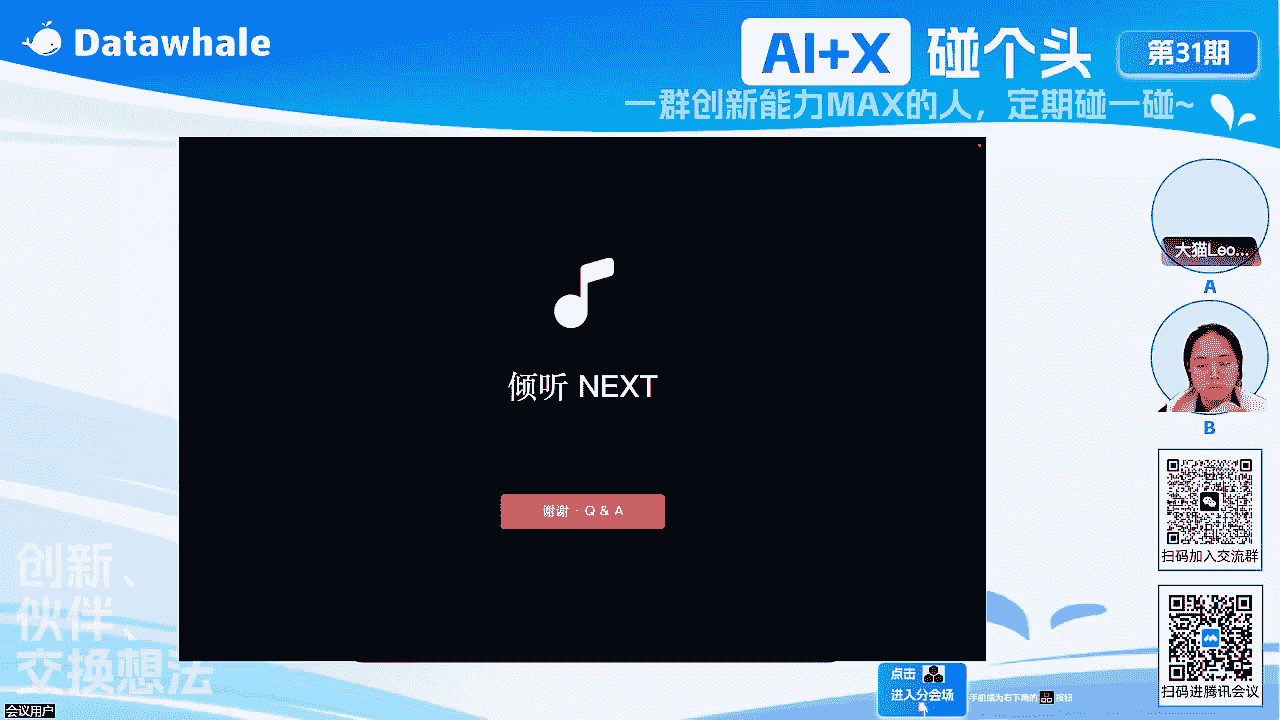 Datawhale
AI+X 碰个头
第31期
一群创新能力MAX的人，定期碰一碰~
大猫Leo...
A
B
倾听 NEXT
谢谢 · Q & A
扫码加入交流群
扫码进腾讯会议
创新、
伙伴、
交换想法
点击
进入分会场
手机端为右下角的
按钮
会议用户